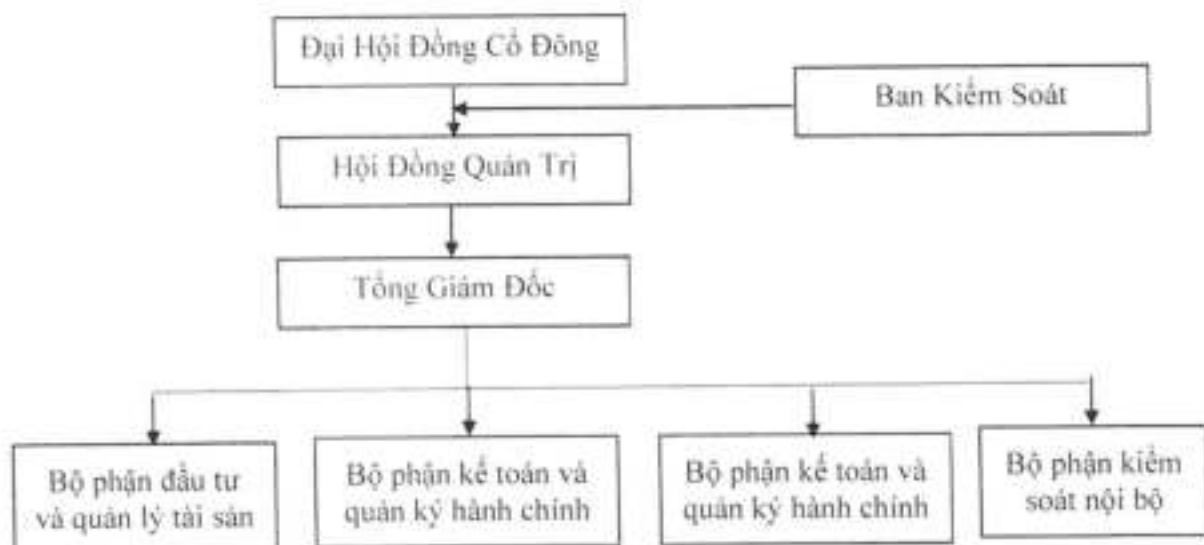 Đại Hội Đồng Cổ Đông
Ban Kiểm Soát
Hội Đồng Quản Trị
Tổng Giám Đốc
Bộ phận đầu tư
và quản lý tài sản
Bộ phận kế toán và
quản ký hành chính
Bộ phận kế toán và
quản ký hành chính
Bộ phận kiểm
soát nội bộ